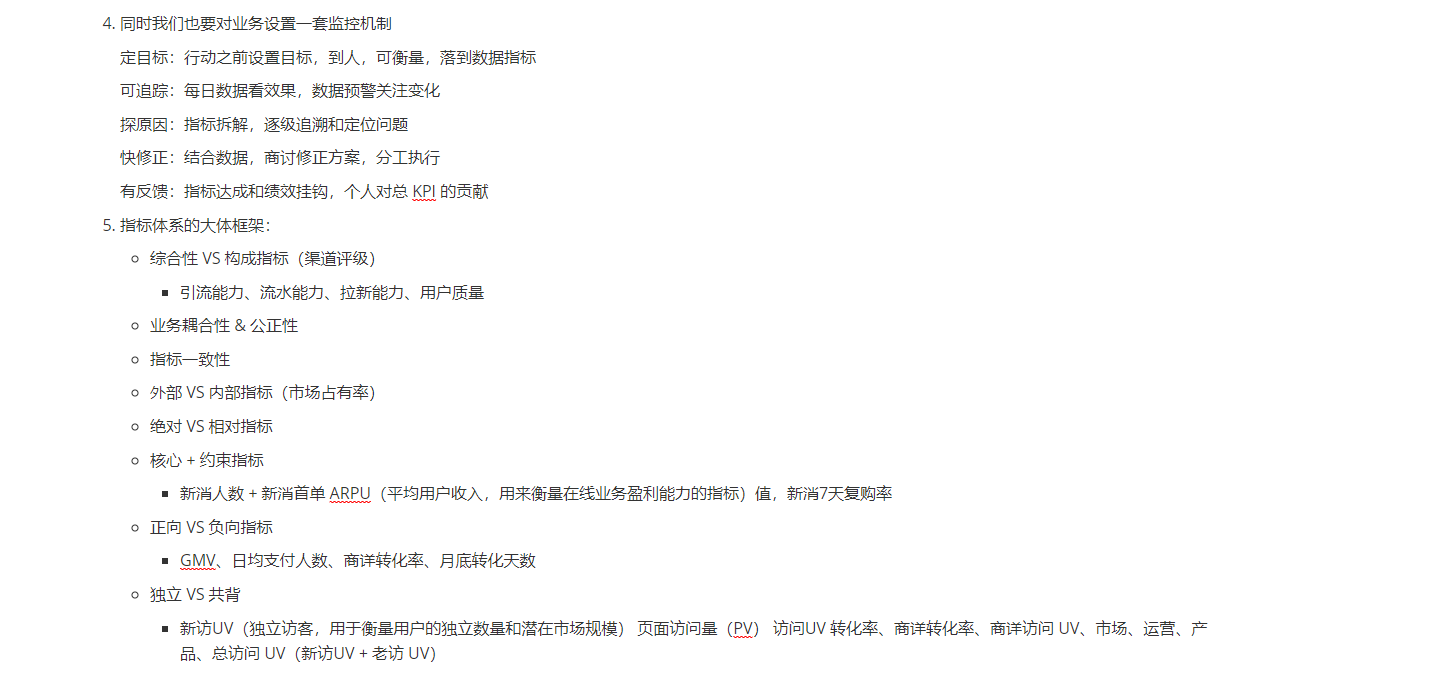 4. 同时我们也要对业务设置一套监控机制
定目标：行动之前设置目标，到人，可衡量，落到数据指标
可追踪：每日数据看效果，数据预警关注变化
探原因：指标拆解，逐级追溯和定位问题
快修正：结合数据，商讨修正方案，分工执行
有反馈：指标达成和绩效挂钩，个人对总 KPI 的贡献
5. 指标体系的大体框架：
综合性 VS 构成指标（渠道评级）
引流能力、流水能力、拉新能力、用户质量
业务耦合性 & 公正性
指标一致性
外部 VS 内部指标（市场占有率）
绝对 VS 相对指标
核心 + 约束指标
新消人数 + 新消首单 ARPU（平均用户收入，用来衡量在线业务盈利能力的指标）值，新消7天复购率
正向 VS 负向指标
GMV、日均支付人数、商详转化率、月底转化天数
独立 VS 共背
新访UV（独立访客，用于衡量用户的独立数量和潜在市场规模） 页面访问量（PV） 访问UV 转化率、商详转化率、商详访问 UV、市场、运营、产
品、总访问 UV（新访UV + 老访 UV）